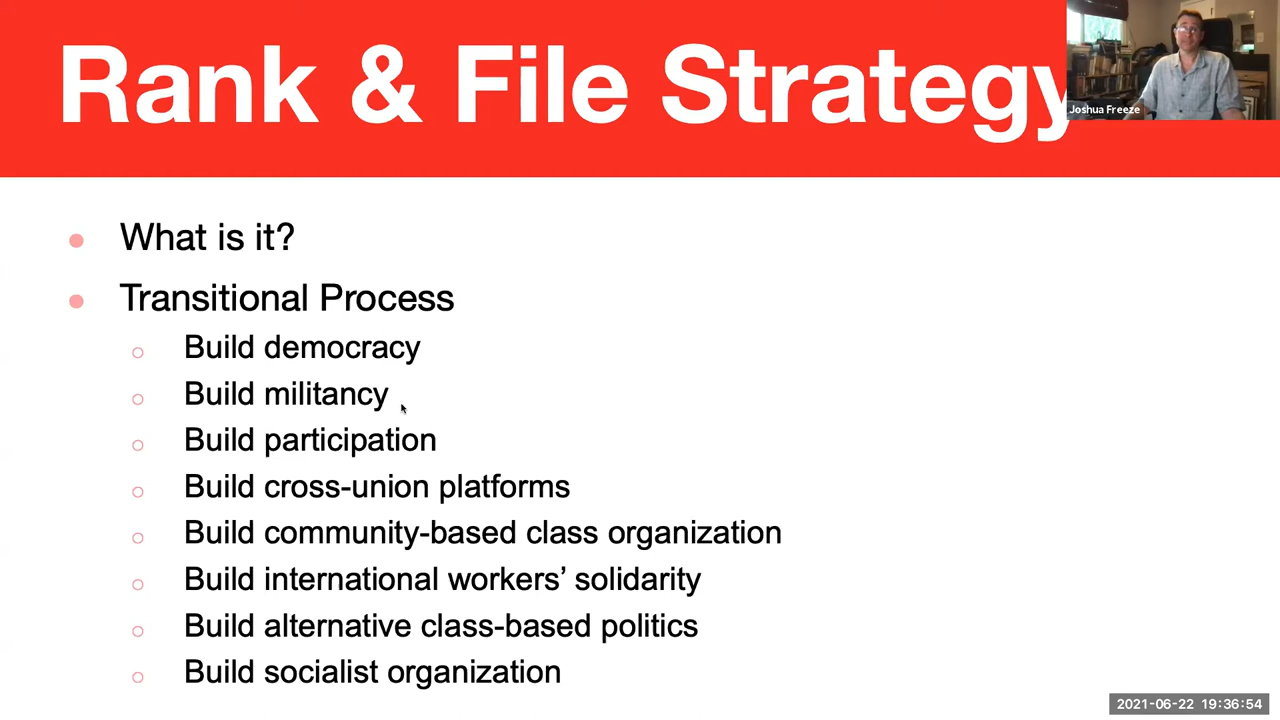 Rank & File Strategy
Joshua Freeze
What is it?
Transitional Process
Build democracy
Build militancy
Build participation
Build cross-union platforms
Build community-based class organization
Build international workers’ solidarity
Build alternative class-based politics
Build socialist organization
2021-06-22 19:36:54